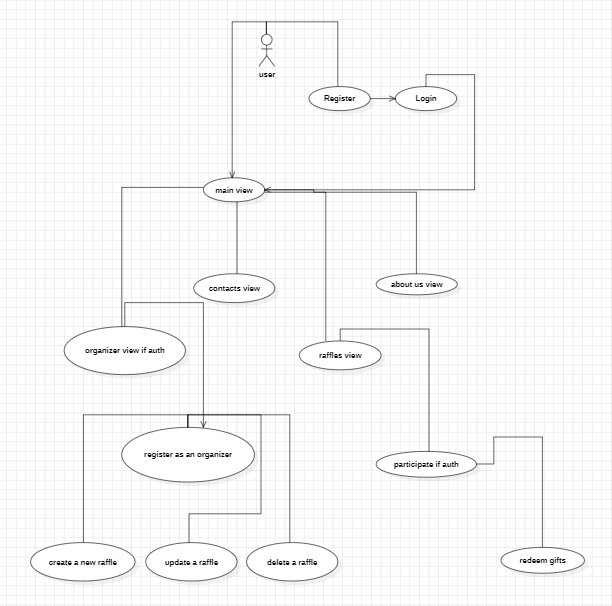 user
Register
Login
main view
contacts view
about us view
organizer view if auth
raffles view
register as an organizer
participate if auth
create a new raffle
update a raffle
delete a raffle
redeem gifts